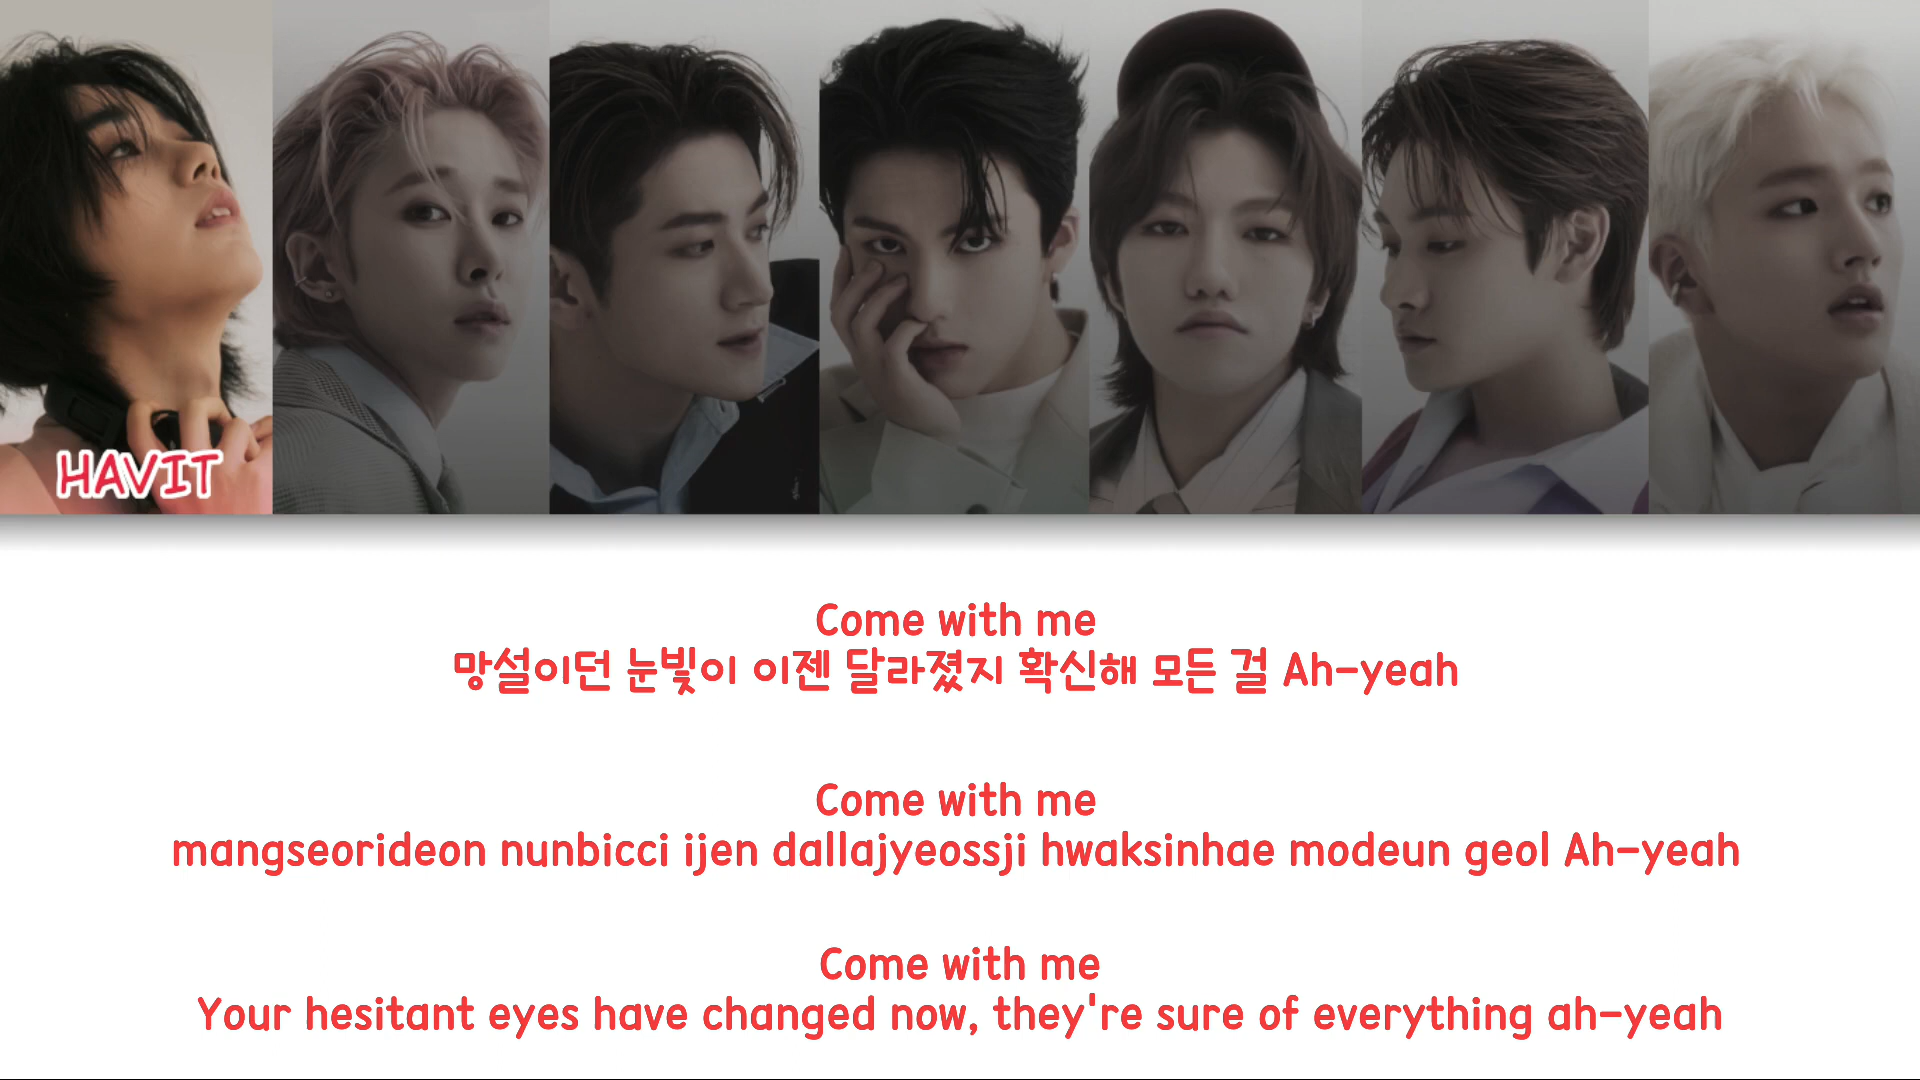 HAVIT
Come with me
망설이던 눈빛이 이젠 달라졌지 확신해 모든 걸 Ah-yeah
Come with me
mangseorideon nunbicci ijen dallajyeossji hwaksinhae modeun geol Ah-yeah
Come with me
Your hesitant eyes have changed now, they're sure of everything ah-yeah